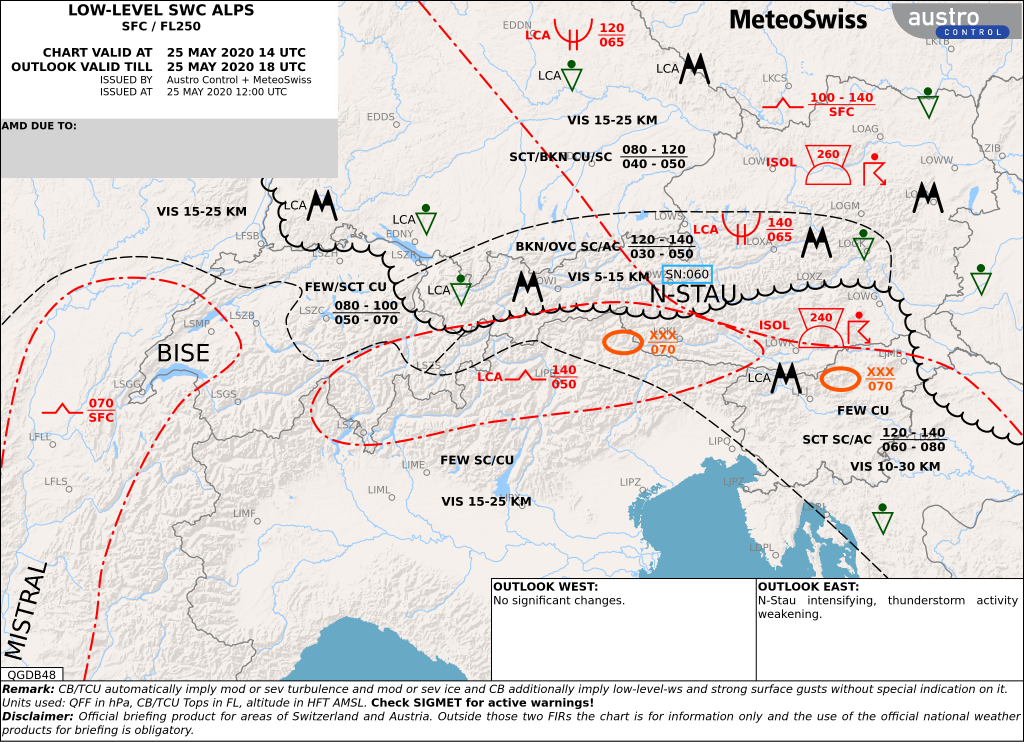 LOW-LEVEL SWC ALPS
SFC / FL250
CHART VALID AT 25 MAY 2020 14 UTC
OUTLOOK VALID TILL 25 MAY 2020 18 UTC
ISSUED BY Austro Control + MeteoSwiss
ISSUED AT 25 MAY 2020 12:00 UTC
AMD DUE TO:
MeteoSwiss
austro
CONTROL
EDDN
LCA 120
065
LKTB
LCA
LCA
LKCS
100 - 140
SFC
EDDS
VIS 15-25 KM
LOAG
SCT/BKN CU/SC 080 - 120
040 - 050
ISOL 260
LOWW
LZIB
LCA
LOGM
VIS 15-25 KM
LCA
LCA
LOWS
LCA 140
065
LFSB
EDNY
BKN/OVC SC/AC 120 - 140
030 - 050
LOXA
LSZH
LSZR
VIS 5-15 KM
SN:060
LOXZ
FEW/SCT CU
080 - 100
050 - 070
LCA
LOWI
N-STAU
LOWG
LSZB
LSZC
LSMP
ISOL 240
BISE
XXX
070
LOWK
LJMB
LSGG
LSGS
LCA 140
050
LCA
XXX
070
070
SFC
FEW CU
LFLL
LSZA
SCT SC/AC 120 - 140
060 - 080
LIPQ
FEW SC/CU
LIME
VIS 10-30 KM
LFLS
LIML
VIS 15-25 KM
LIPZ
LJPZ
LIMF
LDPL
MISTRAL
OUTLOOK WEST:
No significant changes.
OUTLOOK EAST:
N-Stau intensifying, thunderstorm activity
weakening.
QGDB48
Remark: CB/TCU automatically imply mod or sev turbulence and mod or sev ice and CB additionally imply low-level-ws and strong surface gusts without special indication on it.
Units used: QFF in hPa, CB/TCU Tops in FL, altitude in HFT AMSL. Check SIGMET for active warnings!
Disclaimer: Official briefing product for areas of Switzerland and Austria. Outside those two FIRs the chart is for information only and the use of the official national weather
products for briefing is obligatory.